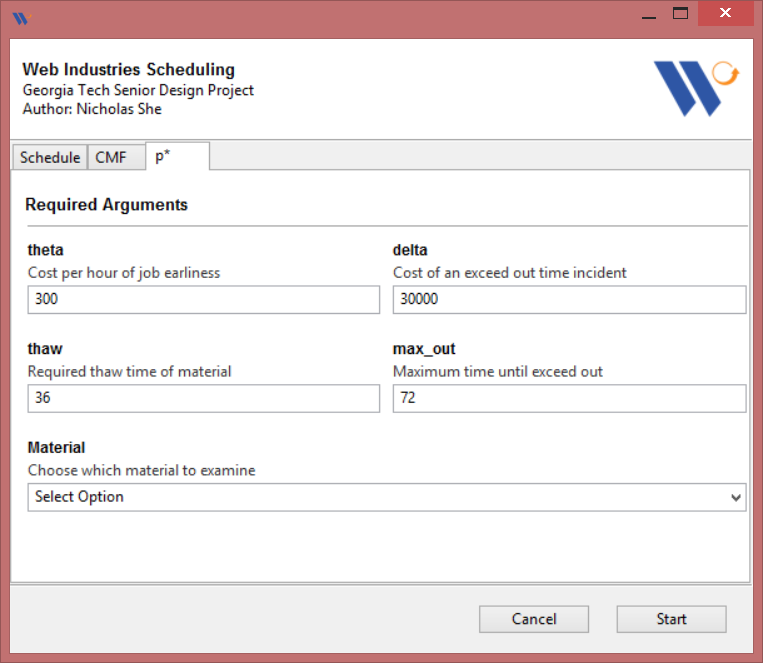 Web Industries Scheduling
Georgia Tech Senior Design Project
Author: Nicholas She
Schedule CMF p*
Required Arguments
theta delta
Cost per hour of job earliness Cost of an exceed out time incident
300 30000
thaw max_out
Required thaw time of material Maximum time until exceed out
36 72
Material
Choose which material to examine
Select Option
Cancel Start